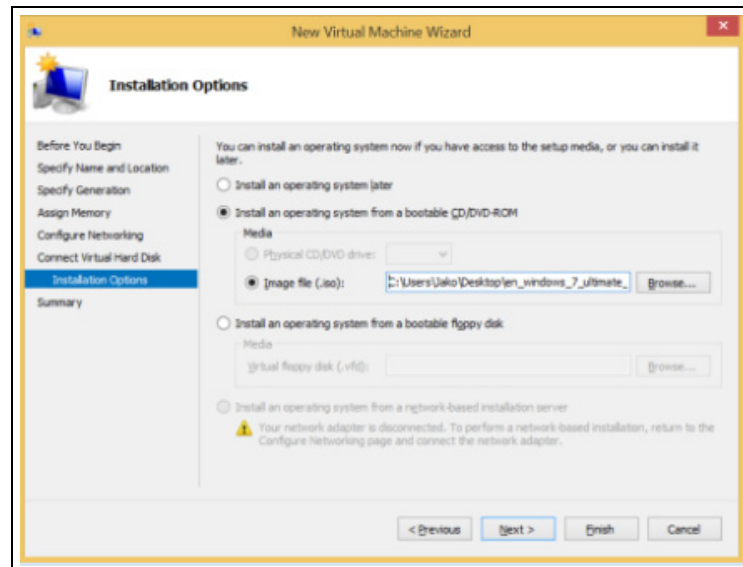 New Virtual Machine Wizard
Installation Options
Before You Begin
Specify Name and Location
Specify Generation
Assign Memory
Configure Networking
Connect Virtual Hard Disk
Installation Options
Summary
You can install an operating system now if you have access to the setup media, or you can install it
later.
Install an operating system later
Install an operating system from a bootable CD/DVD-ROM
Media
Physical CD/DVD drive:
Image file (.iso):
C:\Users\Jako\Desktop\en_windows_7_ultimate_
Browse...
Install an operating system from a bootable floppy disk
Media
Virtual floppy disk (.vfd):
Browse...
Install an operating system from a network-based installation server
Your network adapter is disconnected. To perform a network-based installation, return to the
Configure Networking page and connect the network adapter.
< Previous
Next >
Finish
Cancel